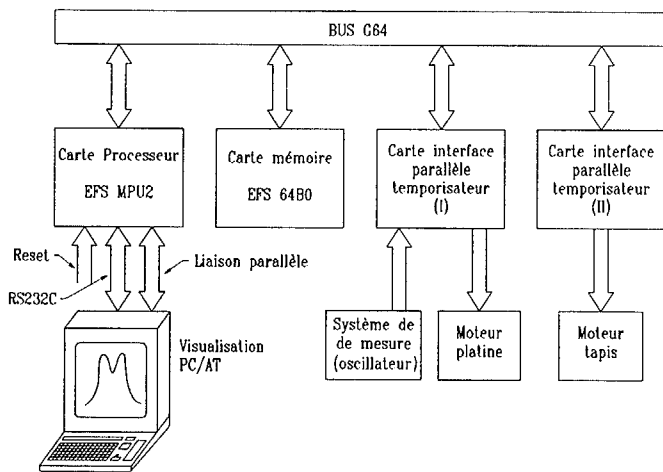 BUS G64
Carte Processeur
EFS MPU2
Carte mémoire
EFS 64B0
Carte interface
parallèle
temporisateur
(I)
Carte interface
parallèle
temporisateur
(II)
Reset
RS232C
Liaison parallèle
Visualisation
PC/AT
Système de
de mesure
(oscillateur)
Moteur
platine
Moteur
tapis